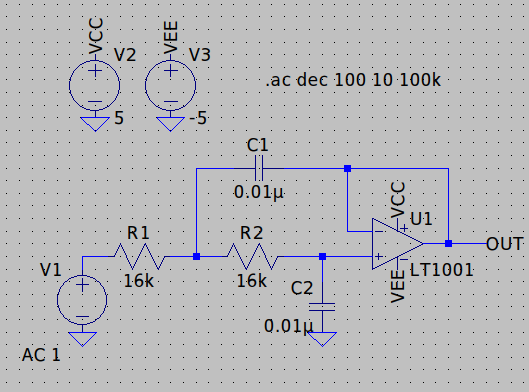 VCC
VEE
V2
V3
.ac dec 100 10 100k
5
-5
C1
0.01µ
VCC
U1
R1
R2
OUT
V1
16k
16k
LT1001
C2
VEE
0.01µ
AC 1